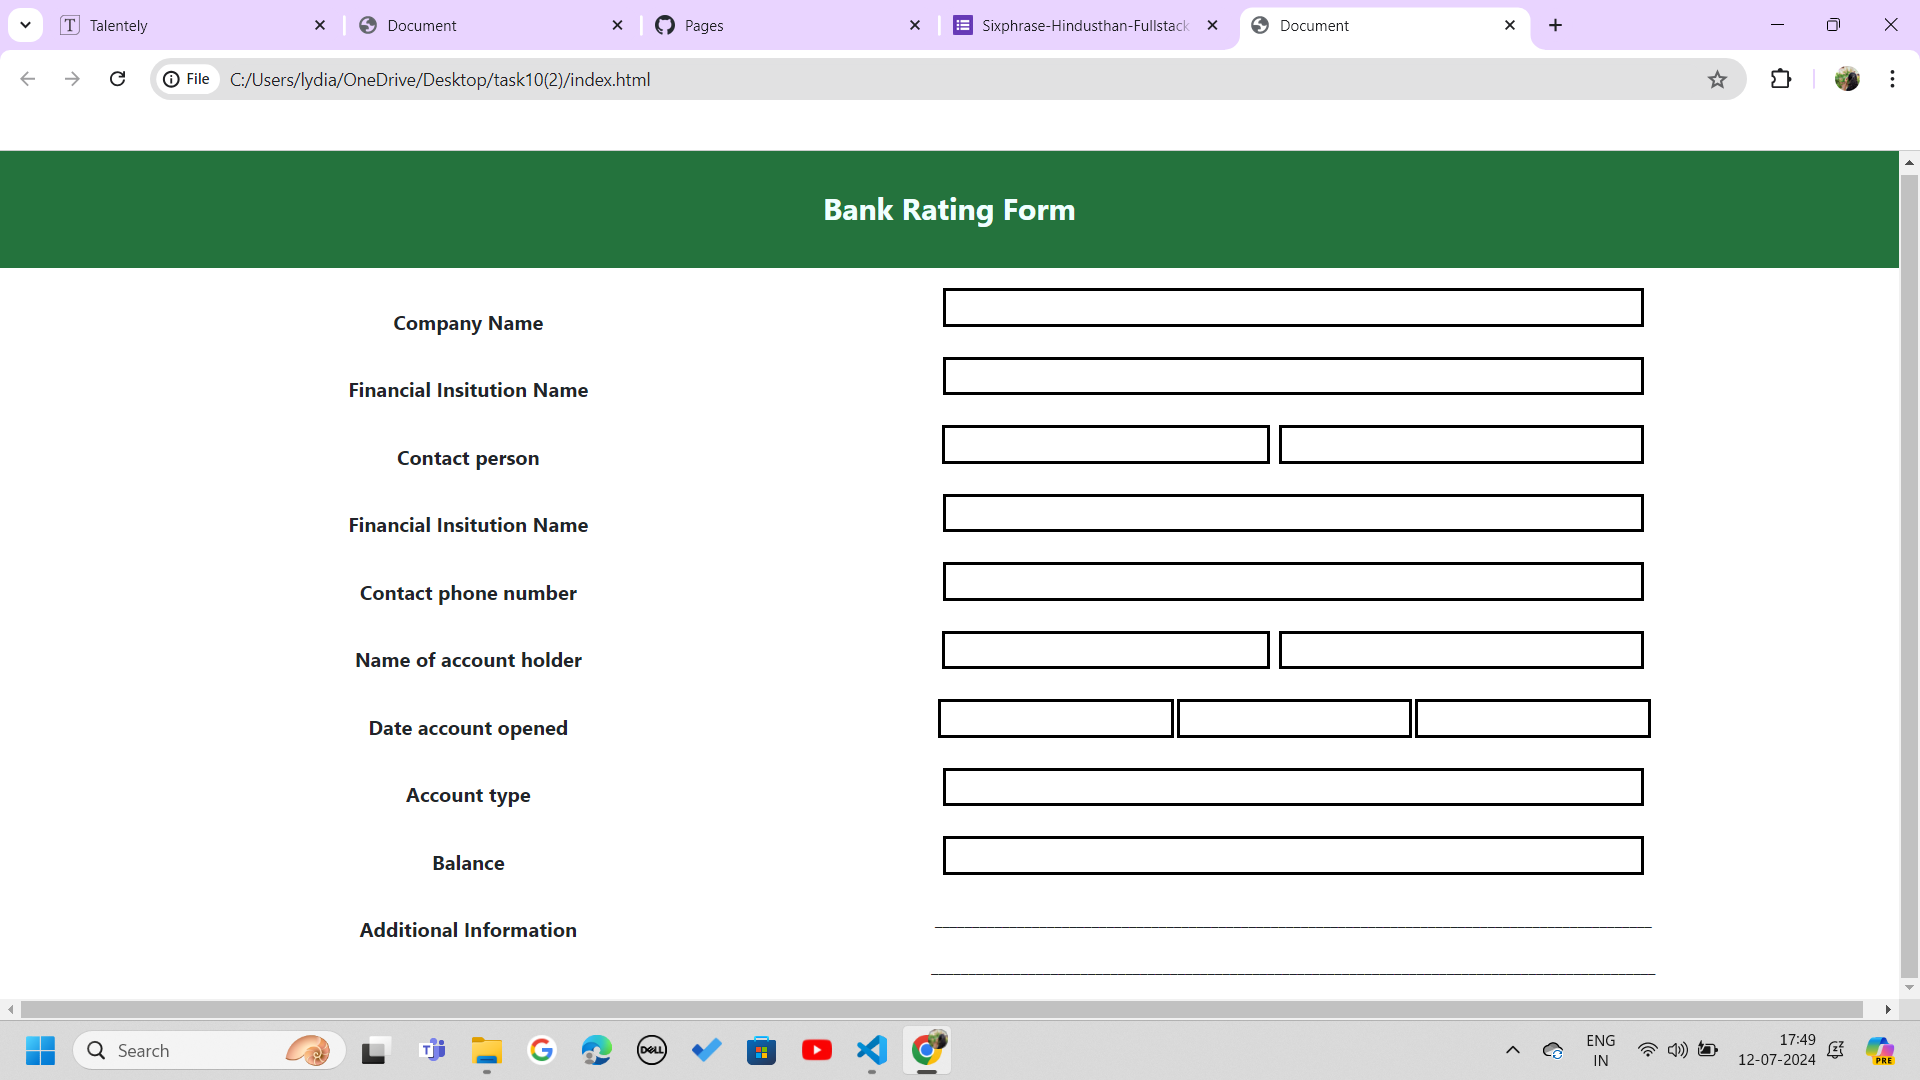 Talentely
Document
Pages
Sixphrase-Hindusthan-Fullstack
Document
File
C:/Users/lydia/OneDrive/Desktop/task10(2)/index.html
Bank Rating Form
Company Name
Financial Insitution Name
Contact person
Financial Insitution Name
Contact phone number
Name of account holder
Date account opened
Account type
Balance
Additional Information
Search
DELL
ENG
IN
17:49
12-07-2024
PRE